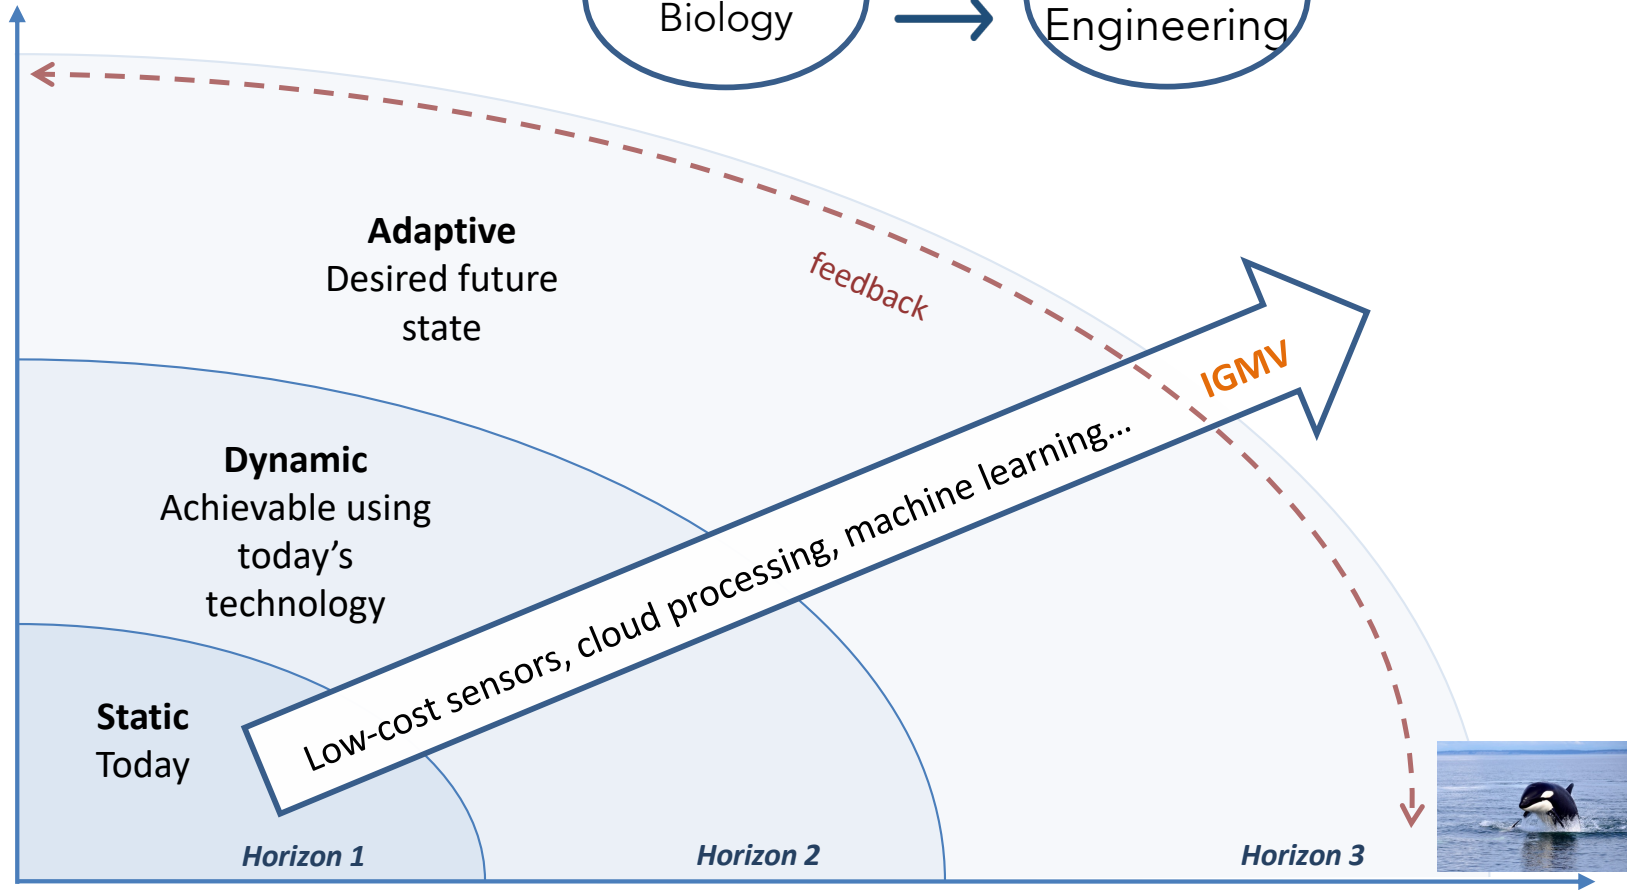 Biology
Engineering
Adaptive
Desired future
state
feedback
IGMV
Dynamic
Achievable using
today’s
technology
Low-cost sensors, cloud processing, machine learning…
Static
Today
Horizon 1
Horizon 2
Horizon 3